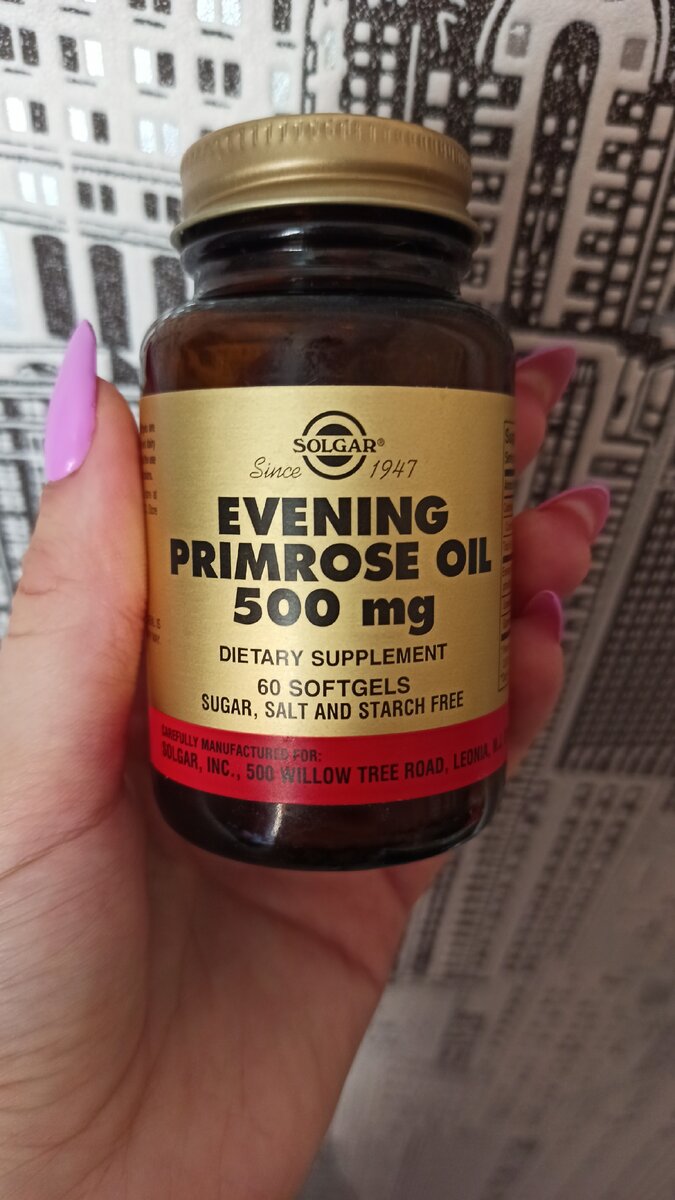 SOLGAR®
Since 1947
EVENING
PRIMROSE OIL
500 mg
DIETARY SUPPLEMENT
60 SOFTGELS
SUGAR, SALT AND STARCH FREE
CAREFULLY MANUFACTURED FOR:
SOLGAR, INC., 500 WILLOW TREE ROAD, LEONIA,